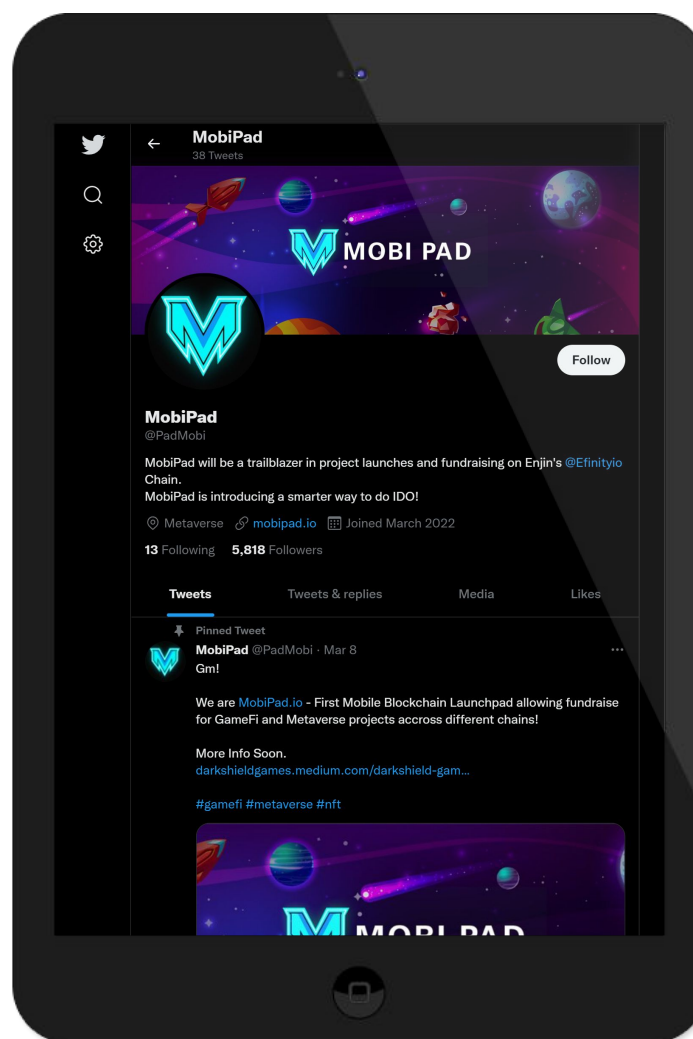 MobiPad
38 Tweets
MOBI PAD
Follow
MobiPad
@PadMobi
MobiPad will be a trailblazer in project launches and fundraising on Enjin's @Efinityio
Chain.
MobiPad is introducing a smarter way to do IDO!
Metaverse mobipad.io Joined March 2022
13 Following 5,818 Followers
Tweets Tweets & replies Media Likes
Pinned Tweet
MobiPad @PadMobi · Mar 8
Gm!
We are MobiPad.io - First Mobile Blockchain Launchpad allowing fundraise
for GameFi and Metaverse projects accross different chains!
More Info Soon.
darkshieldgames.medium.com/darkshield-gam...
#gamefi #metaverse #nft
MOBI PAD